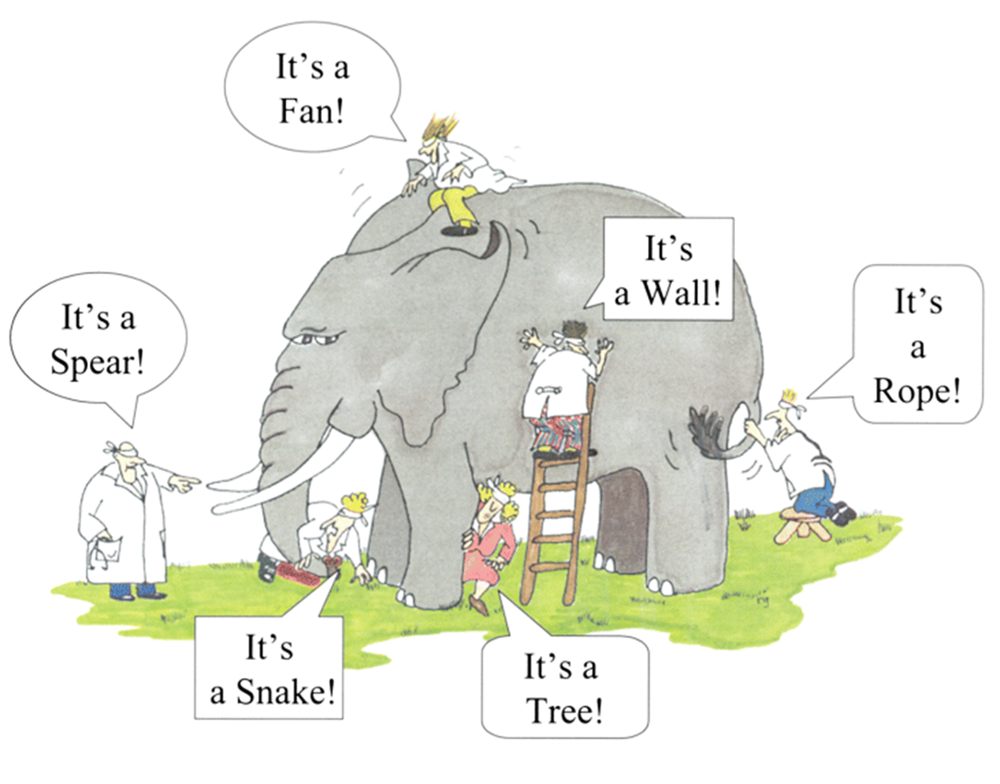 It's a
Fan!
It's
a Wall!
It's a
Spear!
It's
a
Rope!
It's
a Snake!
It's a
Tree!